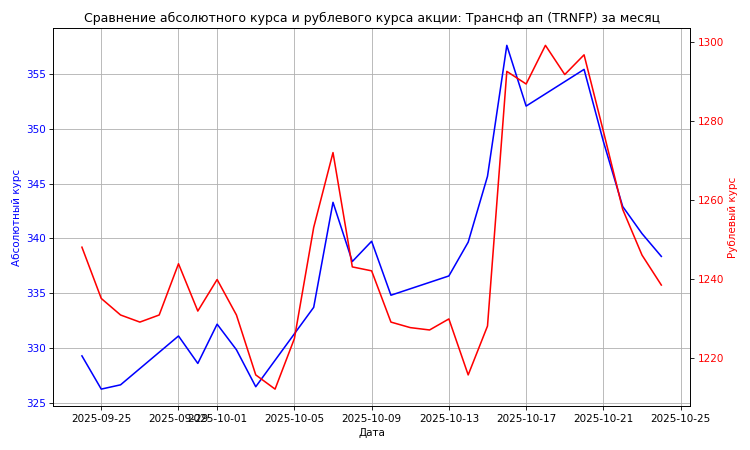 Сравнение абсолютного курса и рублевого курса акции: Транснф ап (TRNFP) за месяц
Абсолютный курс
355
350
345
340
335
330
325
1300
1280
1260
1240
1220
Рублевый курс
2025-09-25 2025-09-29 2025-10-01 2025-10-05 2025-10-09 2025-10-13 2025-10-17 2025-10-21 2025-10-25
Дата